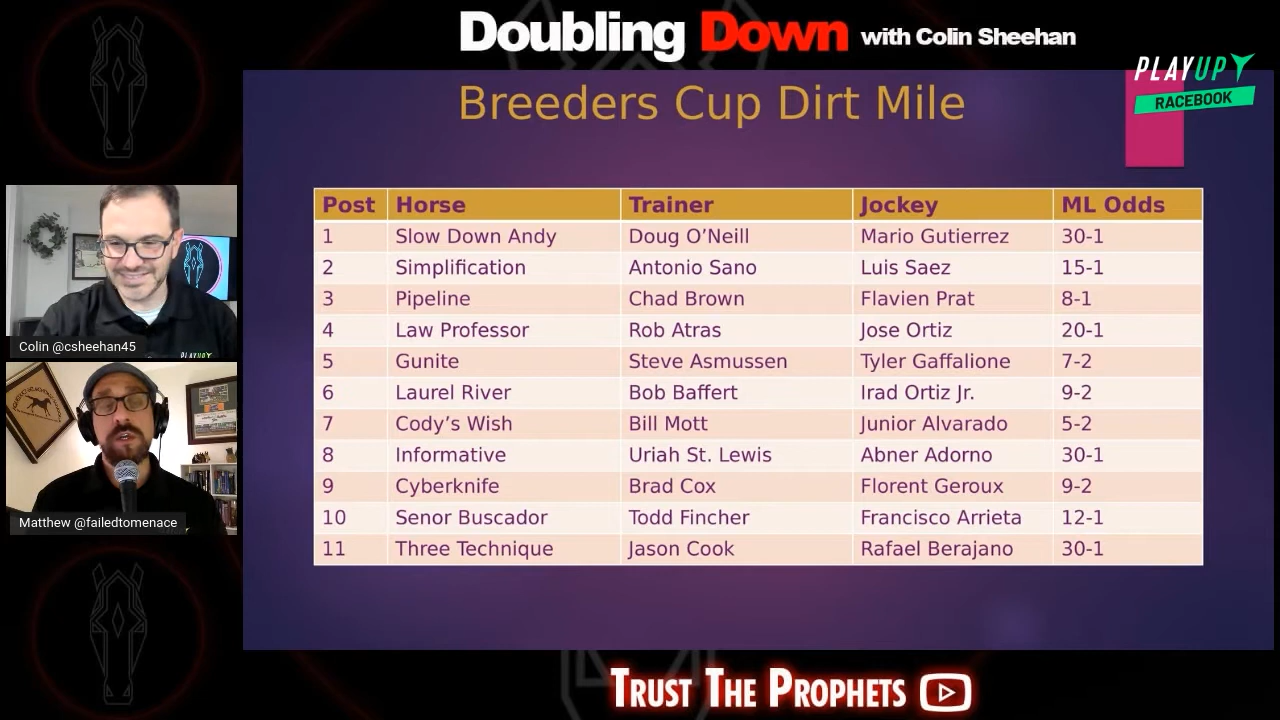 Doubling Down with Colin Sheehan
PLAYUP
RACEBOOK
Breeders Cup Dirt Mile
Post Horse Trainer Jockey ML Odds
1 Slow Down Andy Doug O’Neill Mario Gutierrez 30-1
2 Simplification Antonio Sano Luis Saez 15-1
3 Pipeline Chad Brown Flavien Prat 8-1
4 Law Professor Rob Atras Jose Ortiz 20-1
5 Gunite Steve Asmussen Tyler Gaffalione 7-2
6 Laurel River Bob Baffert Irad Ortiz Jr. 9-2
7 Cody’s Wish Bill Mott Junior Alvarado 5-2
8 Informative Uriah St. Lewis Abner Adorno 30-1
9 Cyberknife Brad Cox Florent Geroux 9-2
10 Senor Buscador Todd Fincher Francisco Arrieta 12-1
11 Three Technique Jason Cook Rafael Berajano 30-1
PLAYUP
Colin @csheehan45
Matthew @failedtomenace
TRUST THE PROPHETS